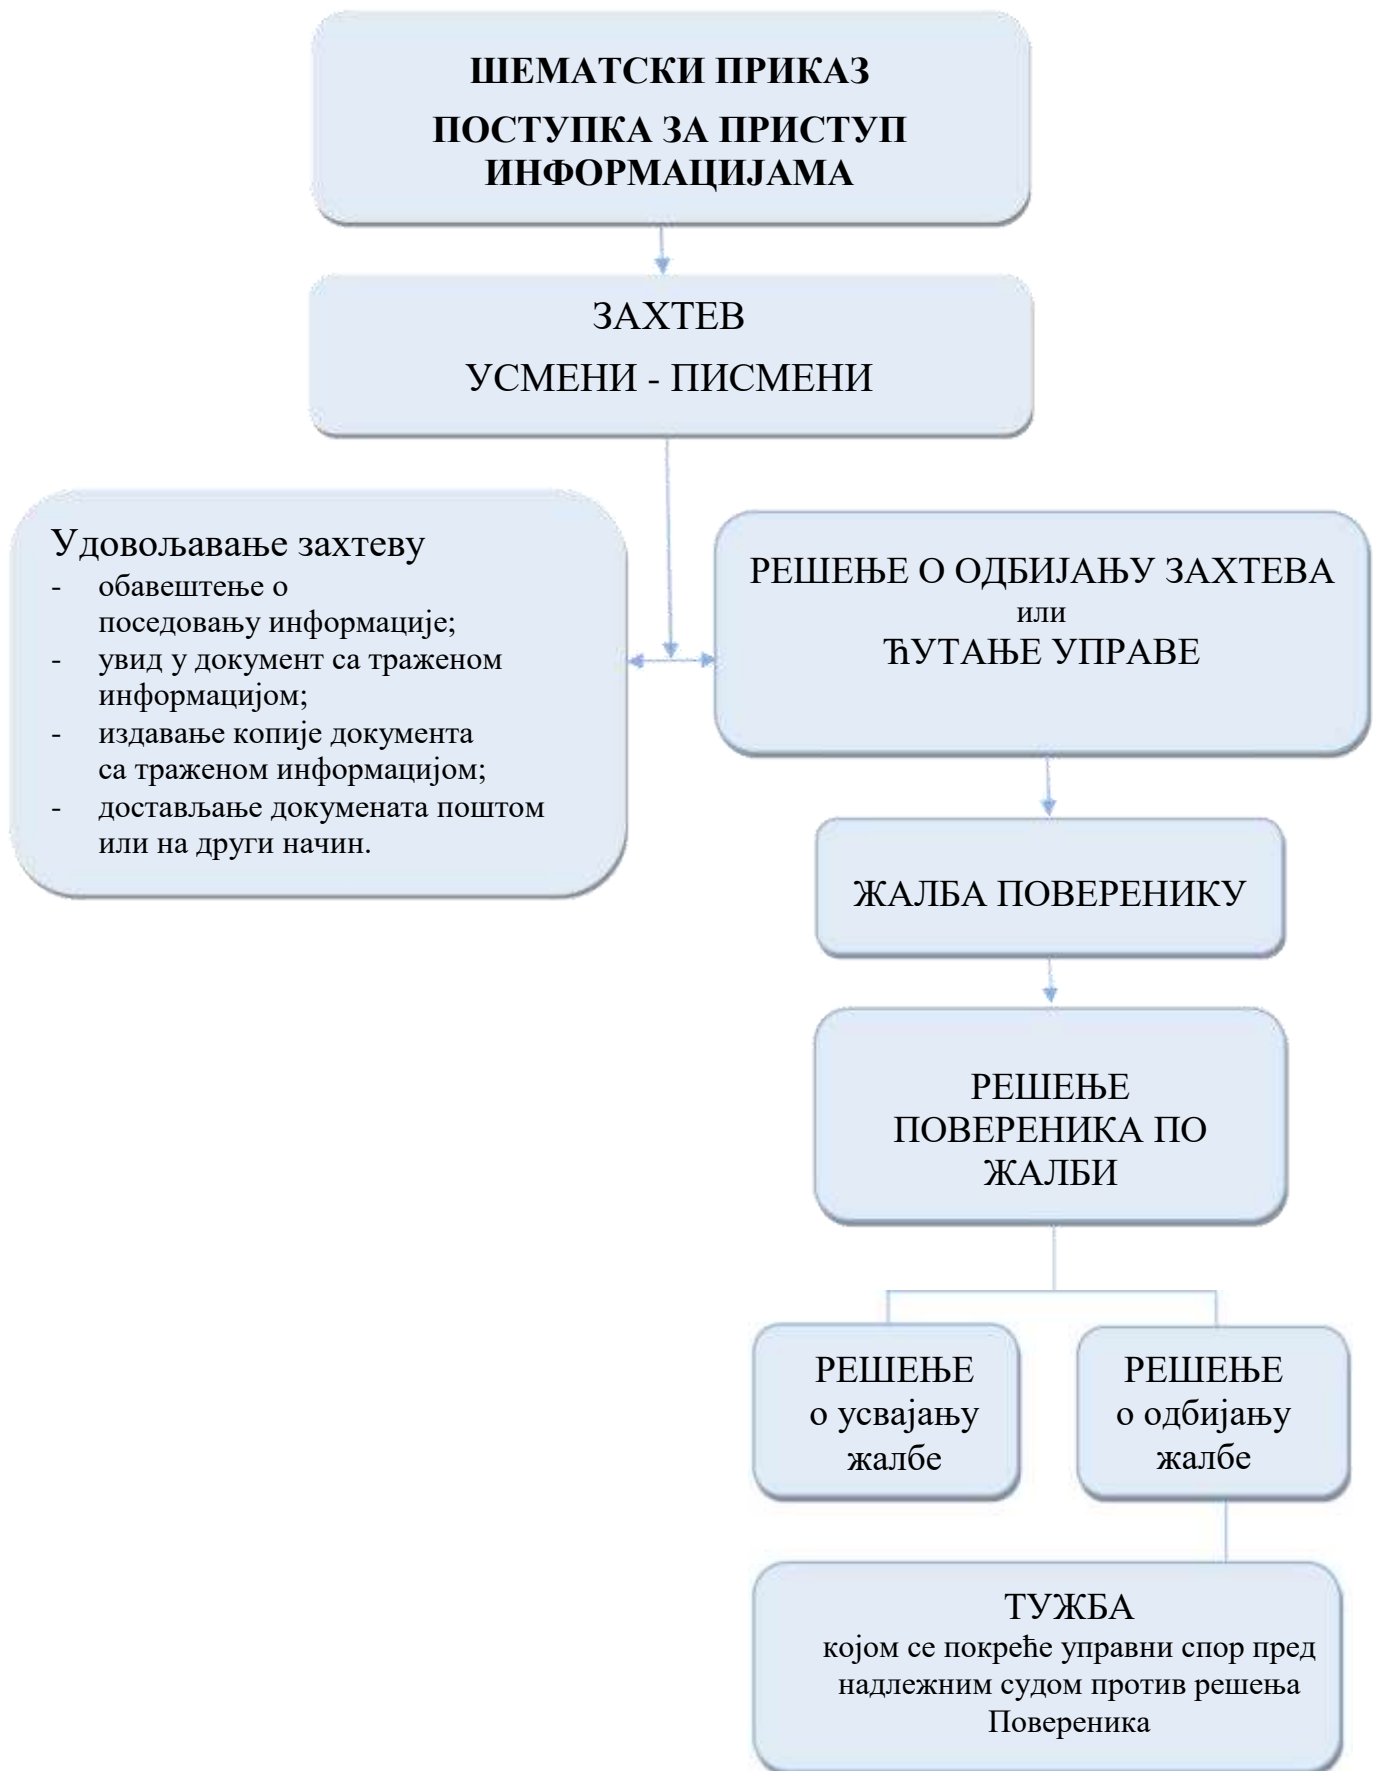 ШЕМАТСКИ ПРИКАЗ
ПОСТУПКА ЗА ПРИСТУП
ИНФОРМАЦИЈАМА
ЗАХТЕВ
УСМЕНИ - ПИСМЕНИ
Удовољавање захтеву
- обавештење о
поседовању информације;
- увид у документ са траженом
информацијом;
- издавање копије документа
са траженом информацијом;
- достављање докумената поштом
или на други начин.
РЕШЕЊЕ О ОДБИЈАЊУ ЗАХТЕВА
или
ЋУТАЊЕ УПРАВЕ
ЖАЛБА ПОВЕРЕНИКУ
РЕШЕЊЕ
ПОВЕРЕНИКА ПО
ЖАЛБИ
РЕШЕЊЕ
о усвајању
жалбе
РЕШЕЊЕ
о одбијању
жалбе
ТУЖБА
којом се покреће управни спор пред
надлежним судом против решења
Повереника